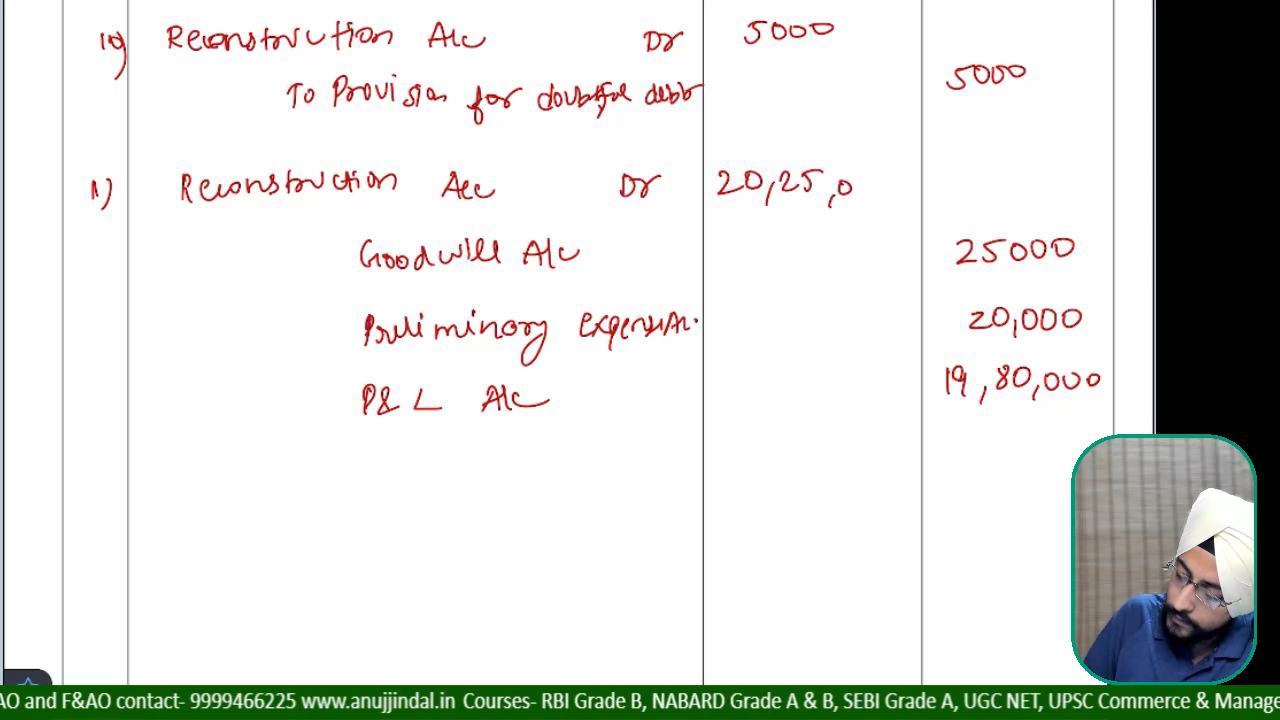 10) Reconstruction A/c Dr 5000
To Provision for doubtful debt 5000
11) Reconstruction A/c Dr 20,25,0
Goodwill A/c 25000
Preliminory expenses A/c. 20,000
P&L A/c 19,80,000
AO and F&AO contact- 9999466225 www.anujjindal.in Courses- RBI Grade B, NABARD Grade A & B, SEBI Grade A, UGC NET, UPSC Commerce & Manage